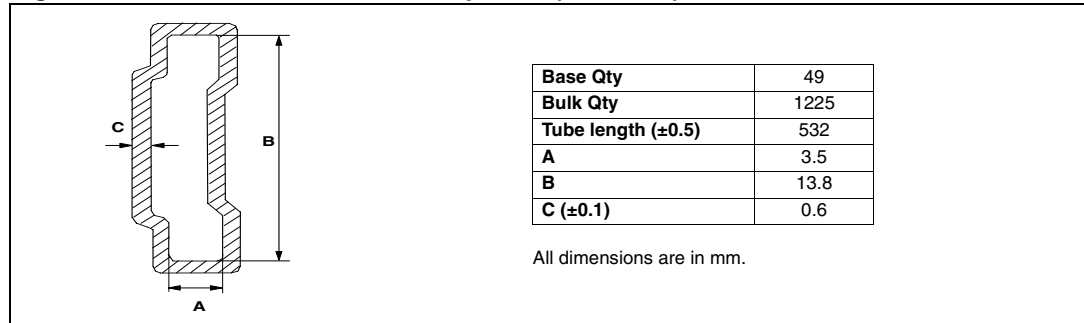 C
B
A
Base Qty 49
Bulk Qty 1225
Tube length (±0.5) 532
A 3.5
B 13.8
C (±0.1) 0.6
All dimensions are in mm.